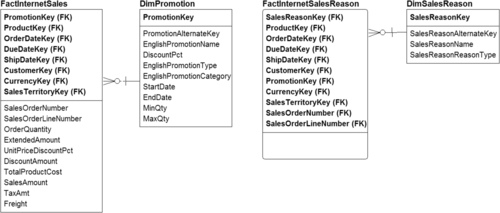 FactInternetSales
PromotionKey (FK)
ProductKey (FK)
OrderDateKey (FK)
DueDateKey (FK)
ShipDateKey (FK)
CustomerKey (FK)
CurrencyKey (FK)
SalesTerritoryKey (FK)
SalesOrderNumber
SalesOrderLineNumber
OrderQuantity
ExtendedAmount
UnitPriceDiscountPct
DiscountAmount
TotalProductCost
SalesAmount
TaxAmt
Freight
DimPromotion
PromotionKey
PromotionAlternateKey
EnglishPromotionName
DiscountPct
EnglishPromotionType
EnglishPromotionCategory
StartDate
EndDate
MinQty
MaxQty
FactInternetSalesReason
SalesReasonKey (FK)
ProductKey (FK)
OrderDateKey (FK)
DueDateKey (FK)
ShipDateKey (FK)
CustomerKey (FK)
PromotionKey (FK)
CurrencyKey (FK)
SalesTerritoryKey (FK)
SalesOrderNumber (FK)
SalesOrderLineNumber (FK)
DimSalesReason
SalesReasonKey
SalesReasonAlternateKey
SalesReasonName
SalesReasonReasonType